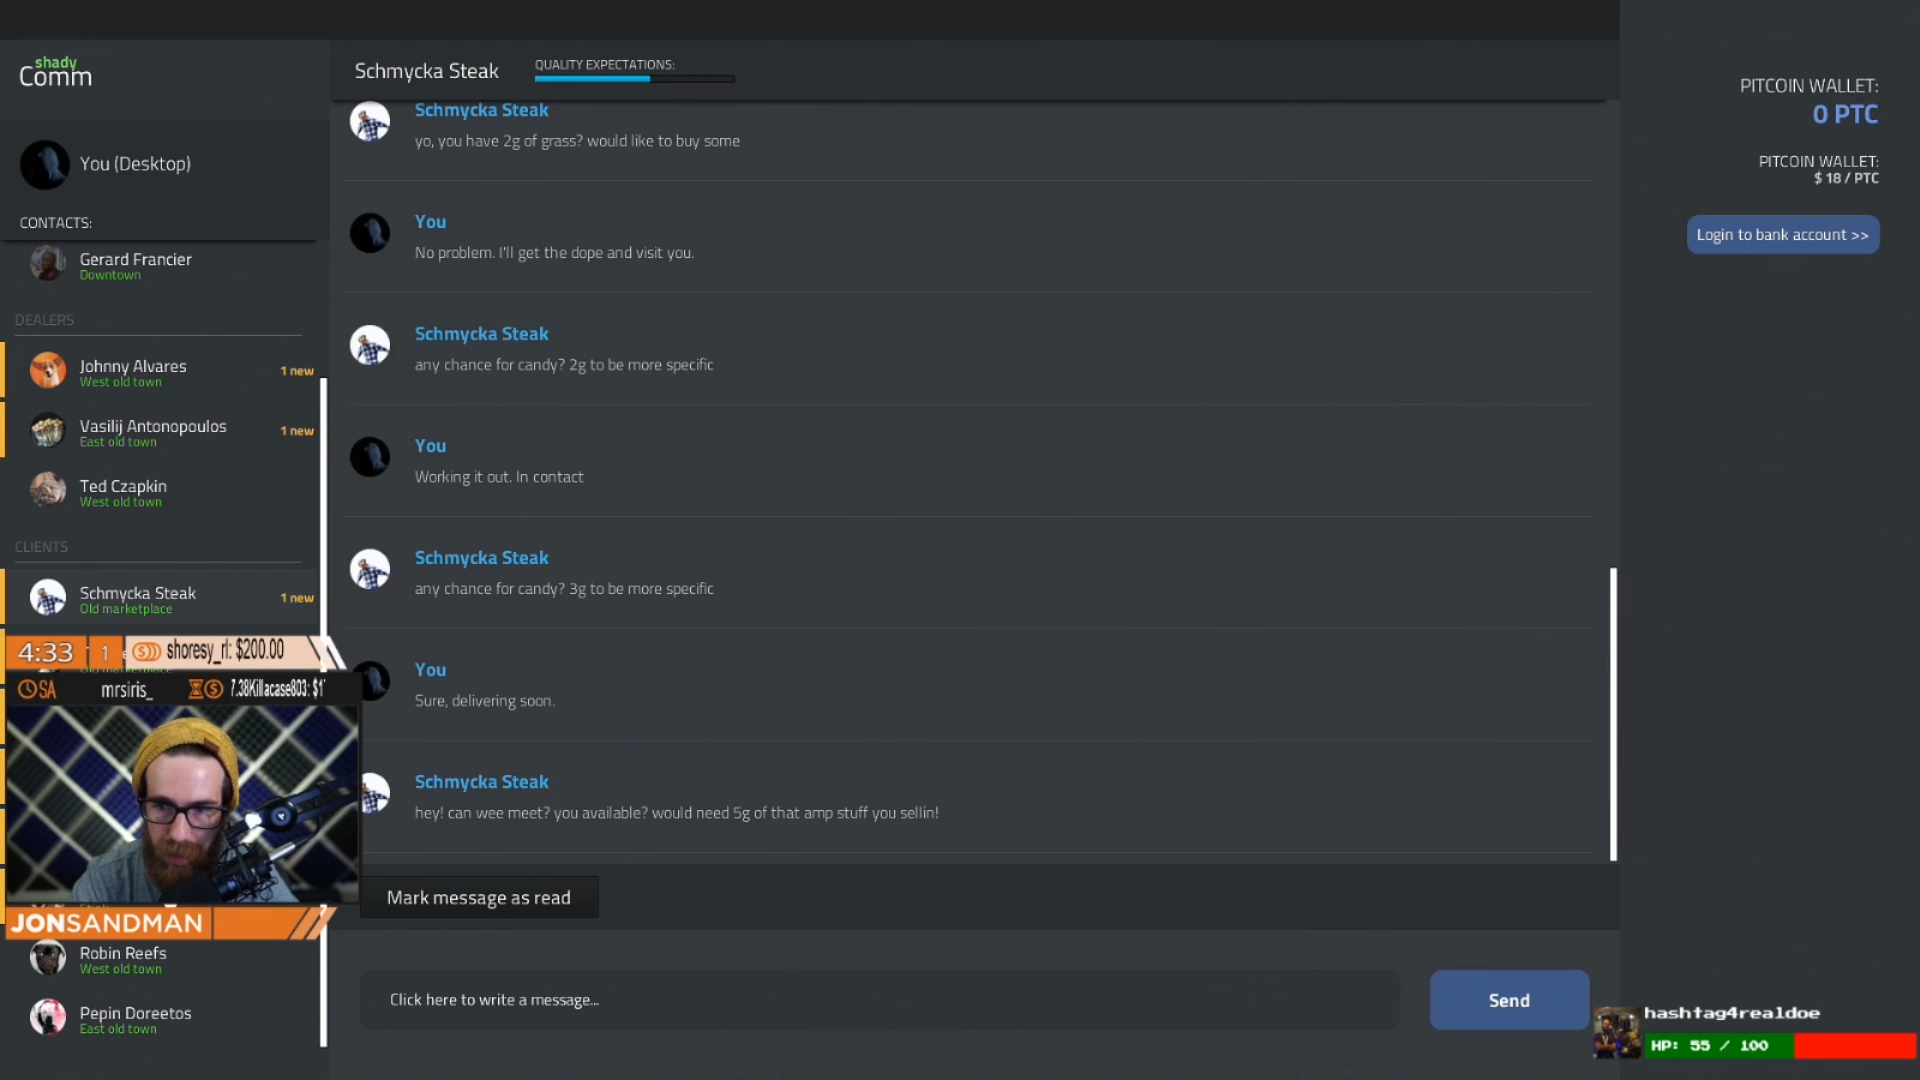 shady
Comm
You (Desktop)
CONTACTS:
Gerard Francier
Downtown
DEALERS
Johnny Alvares
West old town
1 new
Vasilij Antonopoulos
East old town
1 new
Ted Czapkin
West old town
CLIENTS
Schmycka Steak
Old marketplace
1 new
4:33
1
shoresy_rl: $200.00
SA
mrsiris_
7.38Killacase803: $1
JONSANDMAN
Robin Reefs
West old town
Pepin Doreetos
East old town
Schmycka Steak
QUALITY EXPECTATIONS:
Schmycka Steak
yo, you have 2g of grass? would like to buy some
You
No problem. I'll get the dope and visit you.
Schmycka Steak
any chance for candy? 2g to be more specific
You
Working it out. In contact
Schmycka Steak
any chance for candy? 3g to be more specific
You
Sure, delivering soon.
Schmycka Steak
hey! can wee meet? you available? would need 5g of that amp stuff you sellin!
Mark message as read
Click here to write a message...
Send
PITCOIN WALLET:
0 PTC
PITCOIN WALLET:
$ 18 / PTC
Login to bank account >>
hashtag4realdoe
HP: 55 / 100